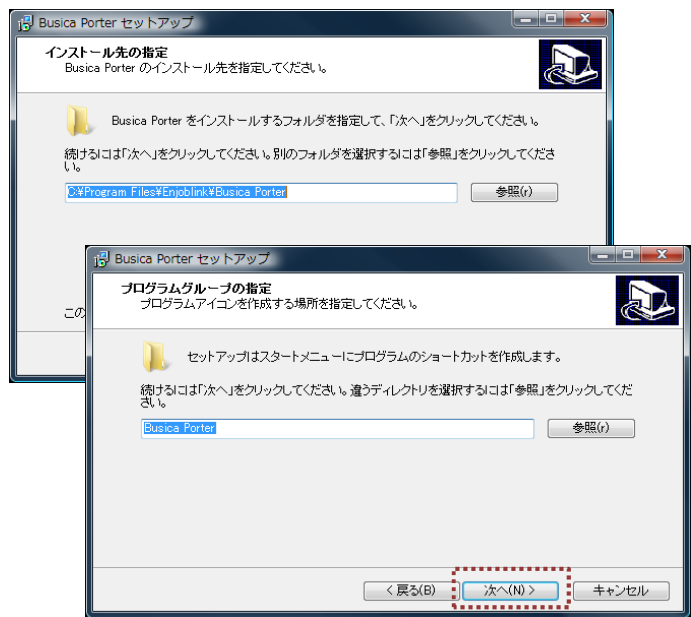 Busica Porter セットアップ
インストール先の指定
Busica Porter のインストール先を指定してください。
Busica Porter をインストールするフォルダを指定して、「次へ」をクリックしてください。
続けるには「次へ」をクリックしてください。別のフォルダを選択するには「参照」をクリックしてくださ
い。
C:¥Program Files¥Enjoblink¥Busica Porter
参照(r)
この
Busica Porter セットアップ
プログラムグループの指定
プログラムアイコンを作成する場所を指定してください。
セットアップはスタートメニューにプログラムのショートカットを作成します。
続けるには「次へ」をクリックしてください。違うディレクトリを選択するには「参照」をクリックしてくだ
さい。
Busica Porter
参照(r)
< 戻る(B)
次へ(N) >
キャンセル